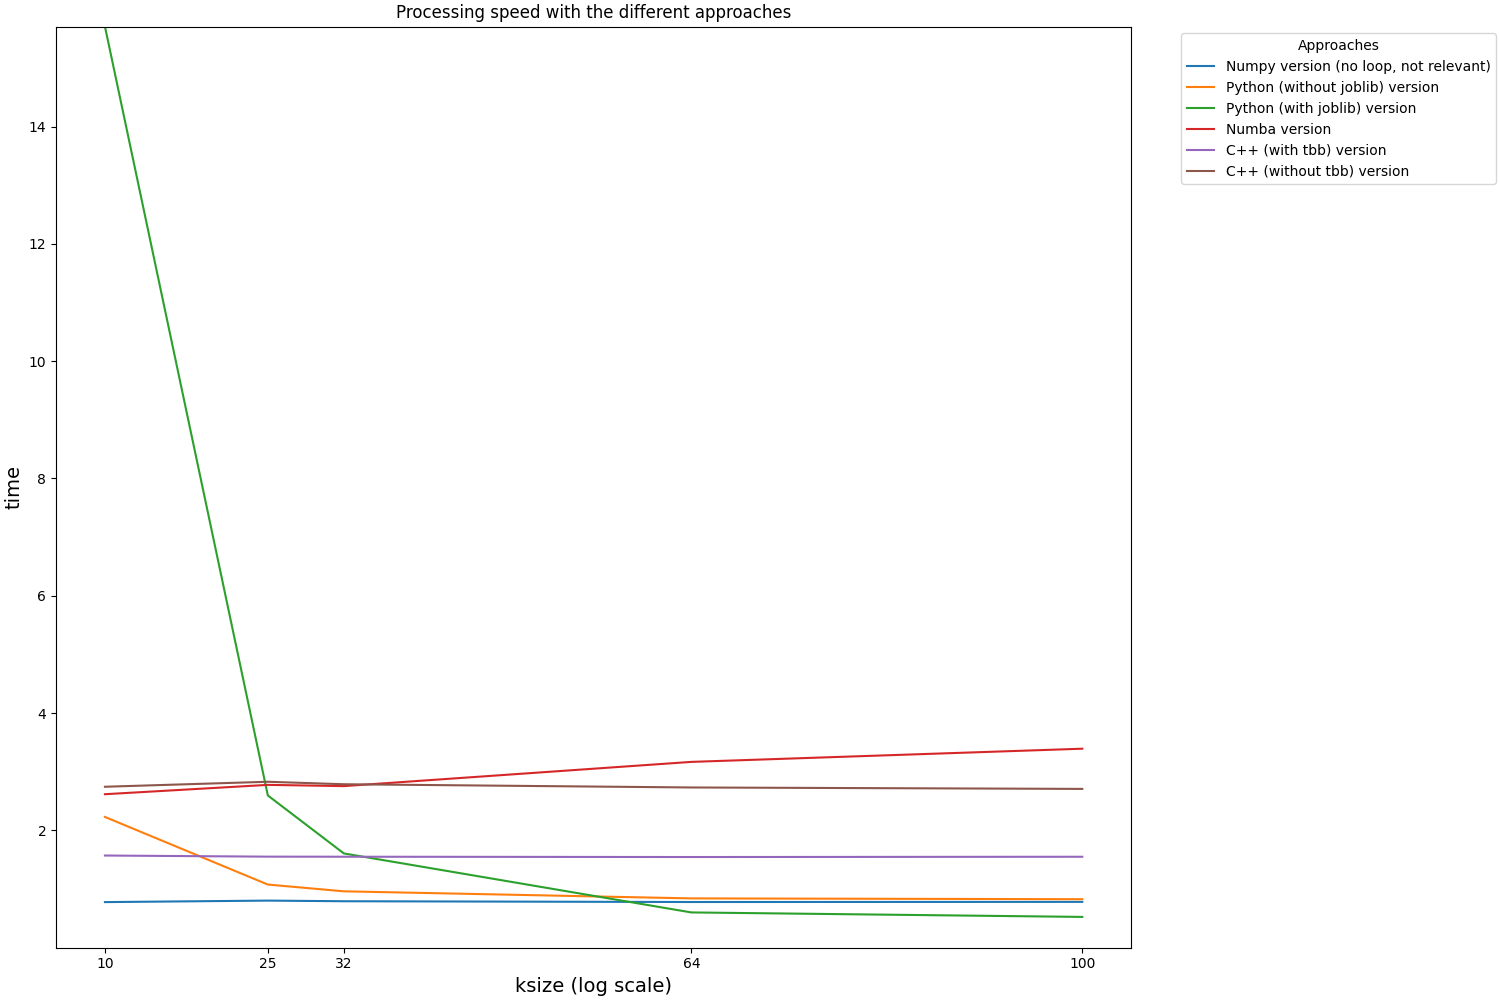 Processing speed with the different approaches
Approaches
Numpy version (no loop, not relevant)
Python (without joblib) version
Python (with joblib) version
Numba version
C++ (with tbb) version
C++ (without tbb) version
14
12
10
8
6
4
2
time
10 25 32 64 100
ksize (log scale)